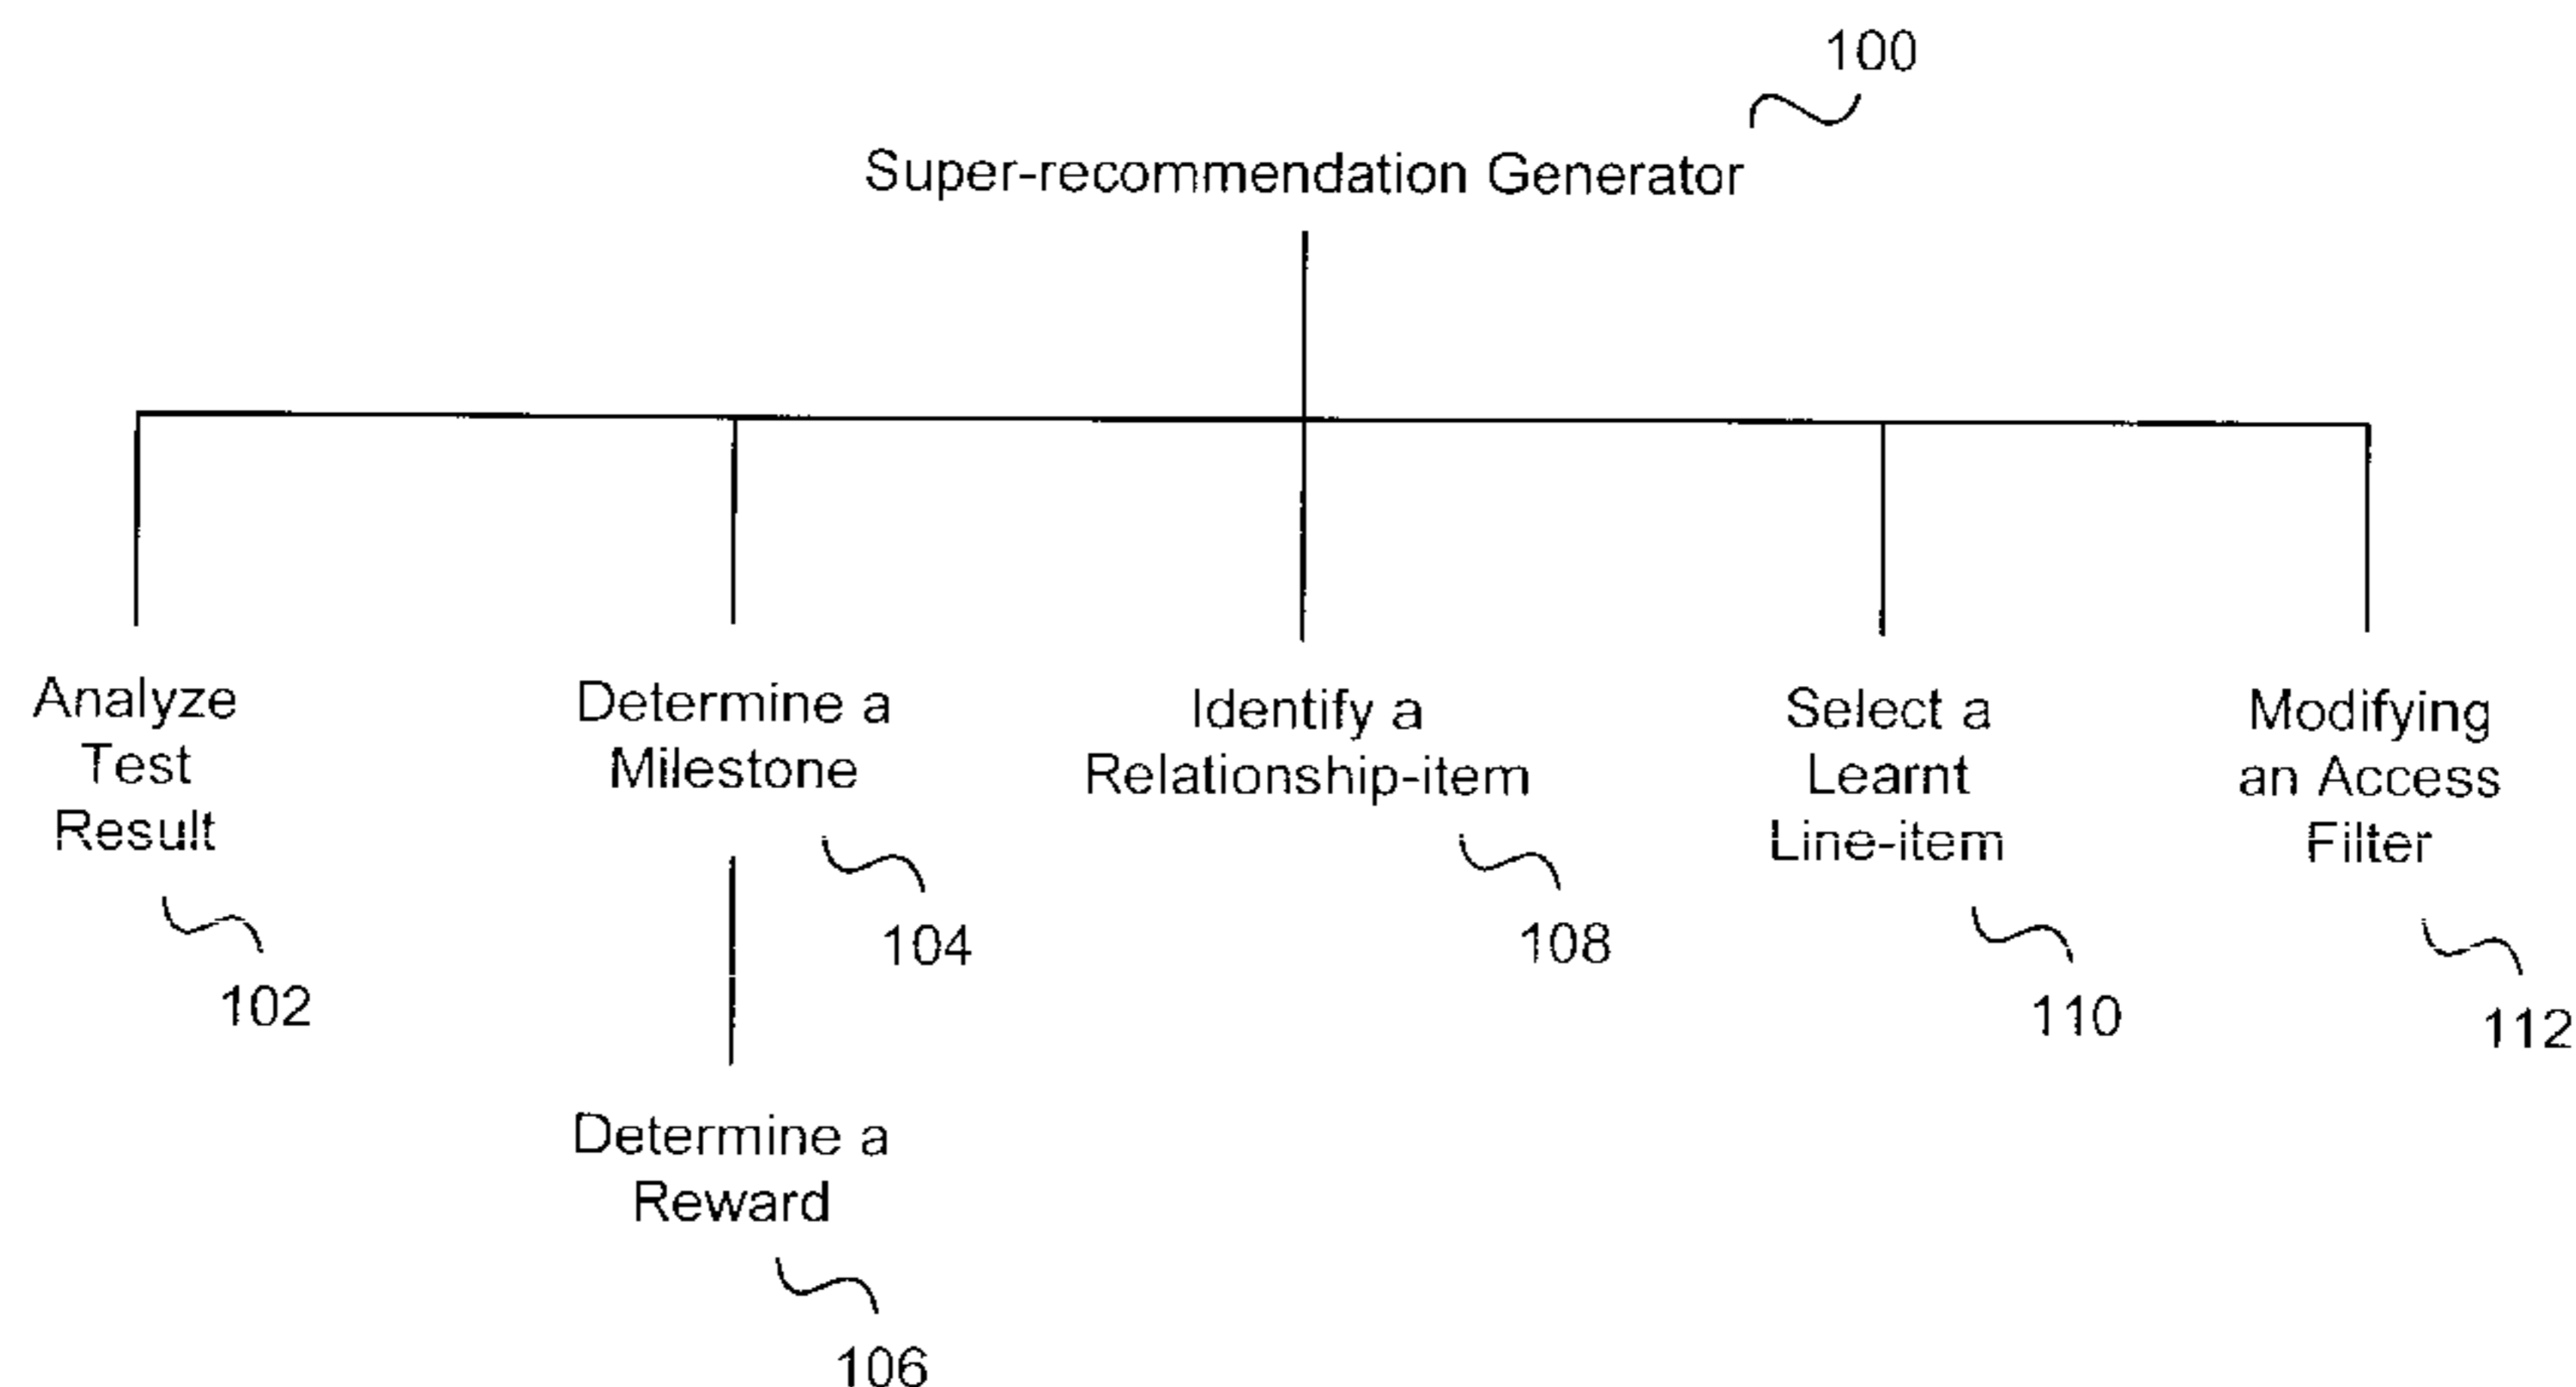 100
Super-recommendation Generator
Analyze
Test
Result
102
Determine a
Milestone
104
Determine a
Reward
106
Identify a
Relationship-item
108
Select a
Learnt
Line-item
110
Modifying
an Access
Filter
112